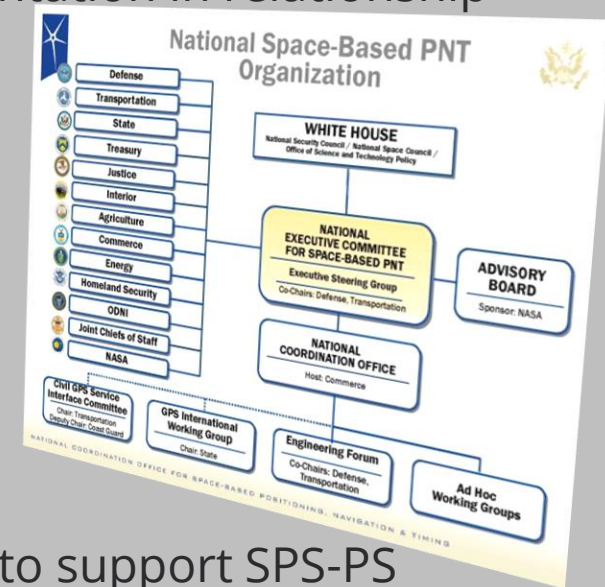 National Space-Based PNT
Organization
Defense
Transportation
State
Treasury
Justice
Interior
Agriculture
Commerce
Energy
Homeland Security
ODNI
Joint Chiefs of Staff
NASA
WHITE HOUSE
National Security Council / National Space Council /
Office of Science and Technology Policy
NATIONAL
EXECUTIVE COMMITTEE
FOR SPACE-BASED PNT
Executive Steering Group
Co-Chairs: Defense, Transportation
ADVISORY
BOARD
Sponsor: NASA
NATIONAL
COORDINATION OFFICE
Host: Commerce
Civil GPS Service
Interface Committee
Chair: Transportation
Deputy Chair: Coast Guard
GPS International
Working Group
Chair: State
Engineering Forum
Co-Chairs: Defense,
Transportation
Ad Hoc
Working Groups
NATIONAL COORDINATION OFFICE FOR SPACE-BASED POSITIONING, NAVIGATION & TIMING
to support SPS-PS